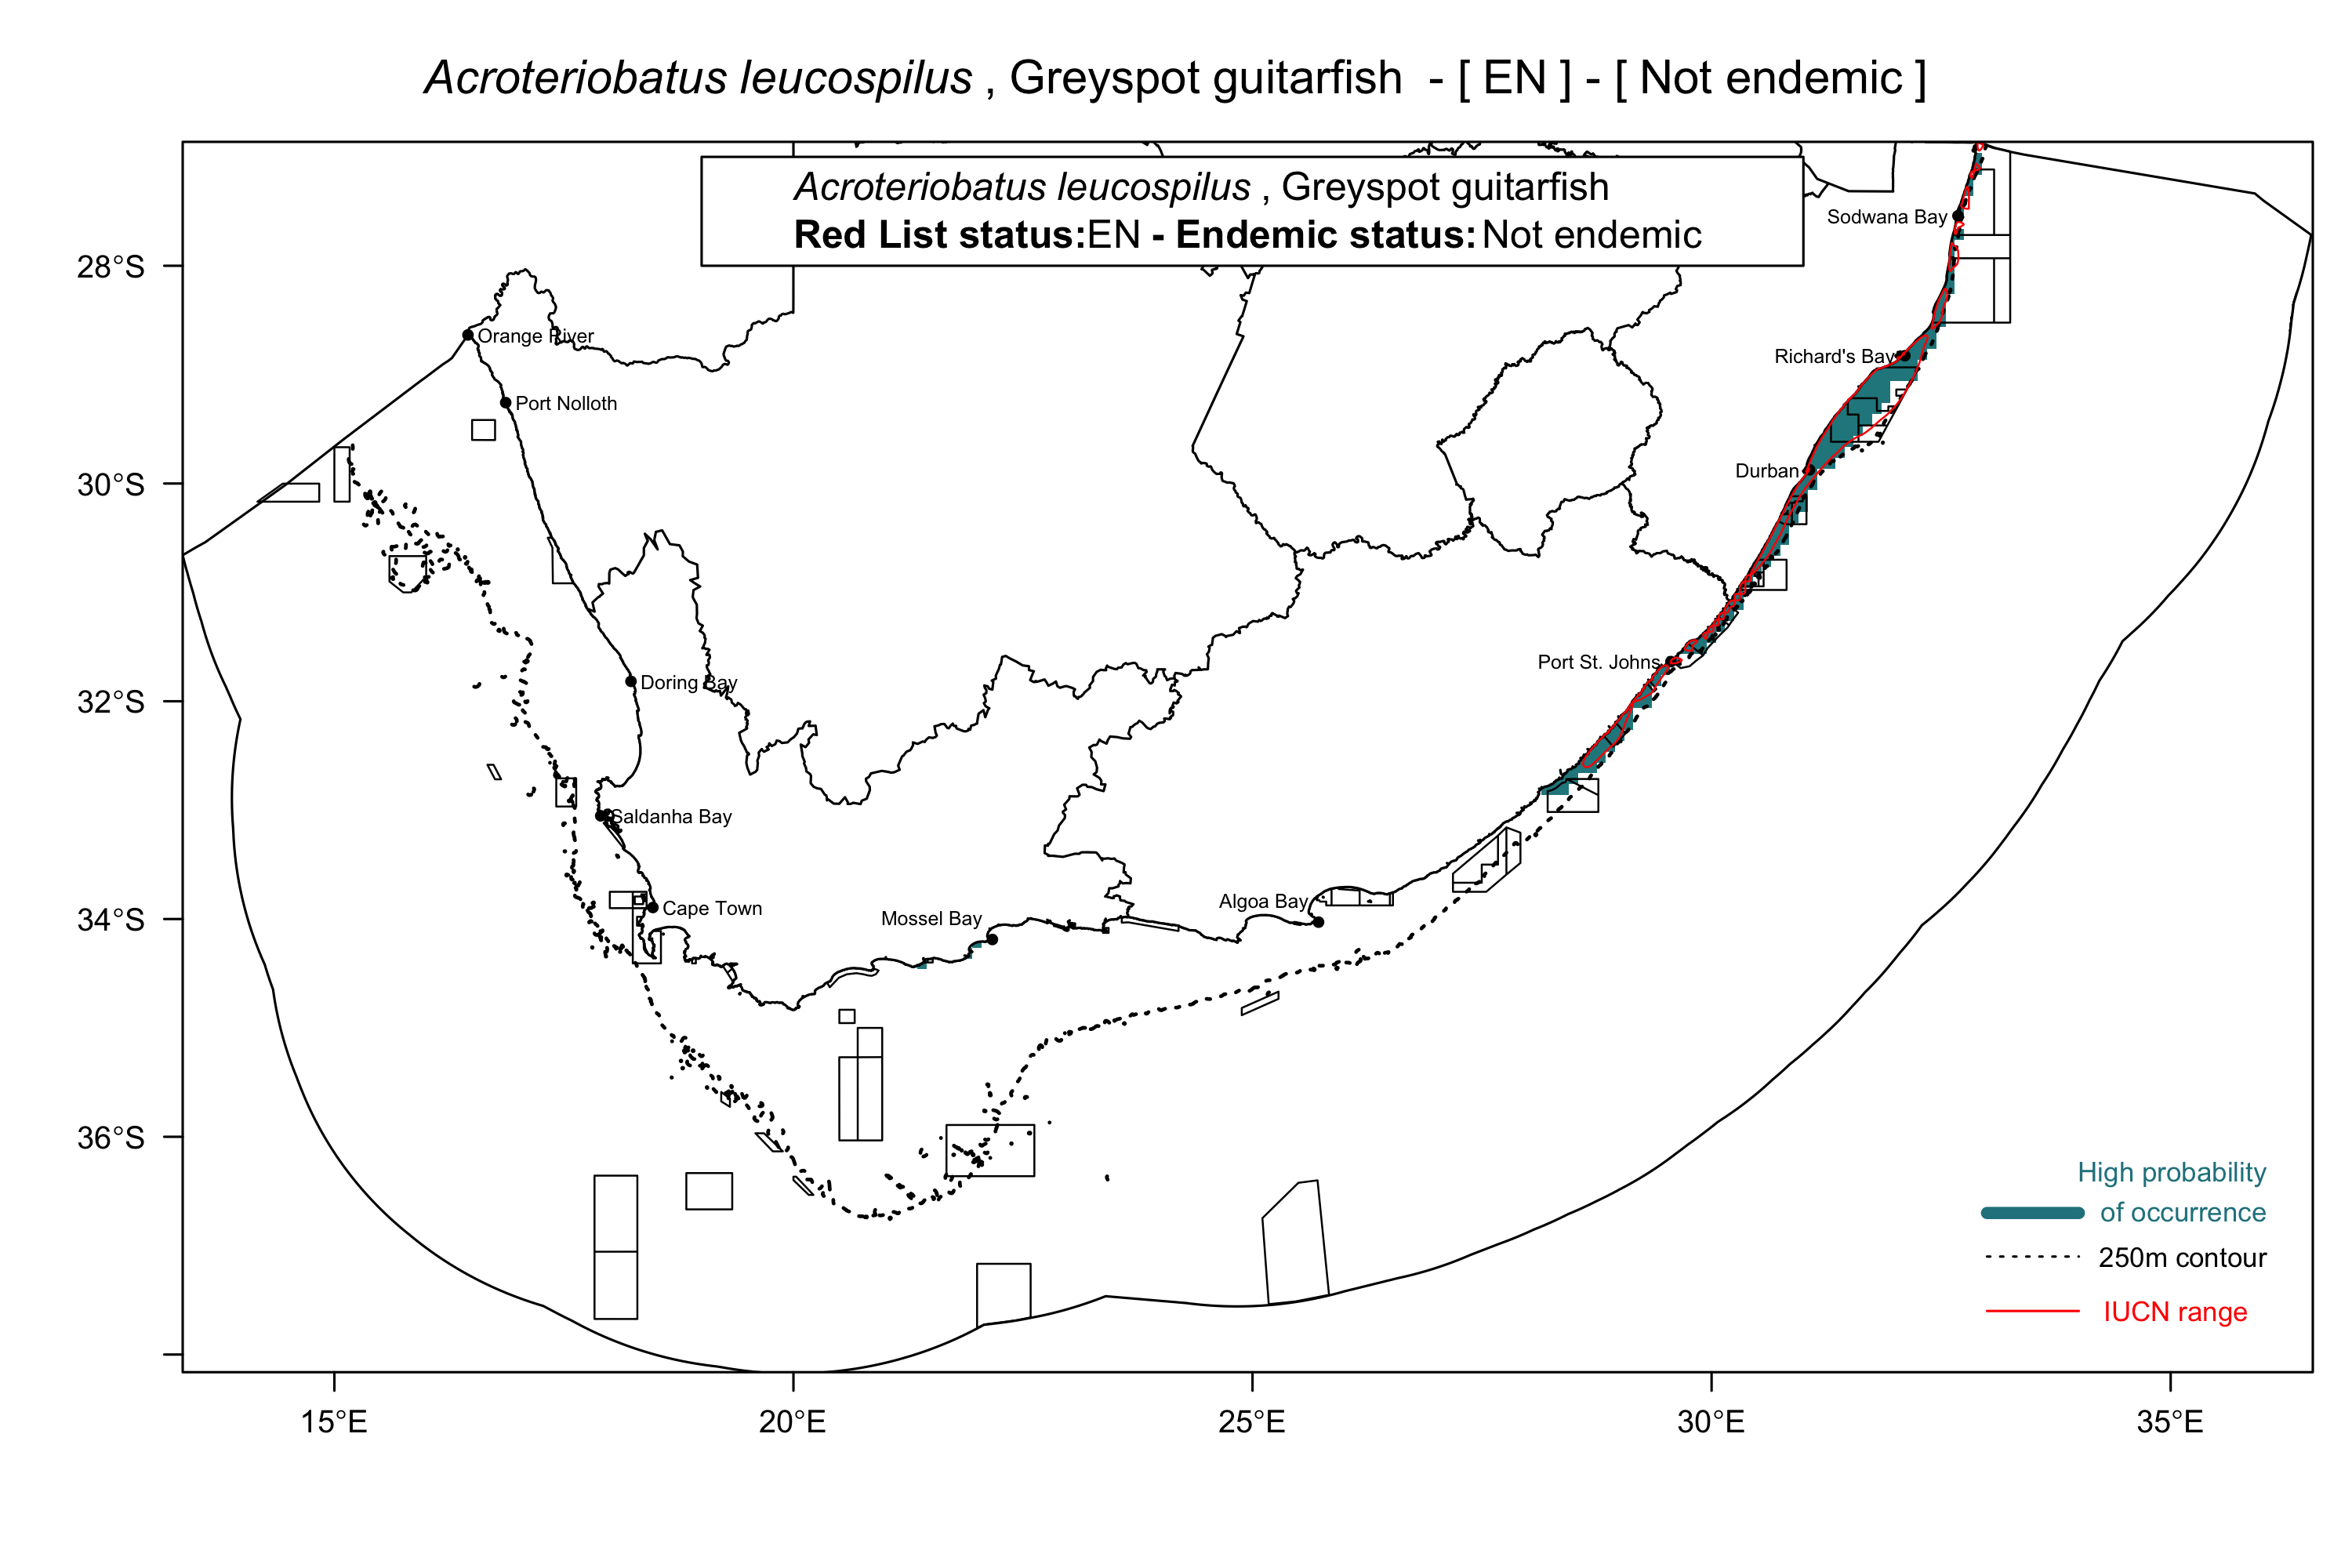 Acroteriobatus leucospilus , Greyspot guitarfish - [ EN ] - [ Not endemic ]
Acroteriobatus leucospilus , Greyspot guitarfish
Red List status:EN - Endemic status: Not endemic
Sodwana Bay
28°S
Orange River
Richard's Bay
Port Nolloth
Durban
30°S
Port St. Johns
Doring Bay
32°S
Saldanha Bay
Algoa Bay
Cape Town
Mossel Bay
34°S
36°S
High probability
of occurrence
250m contour
IUCN range
15°E
20°E
25°E
30°E
35°E